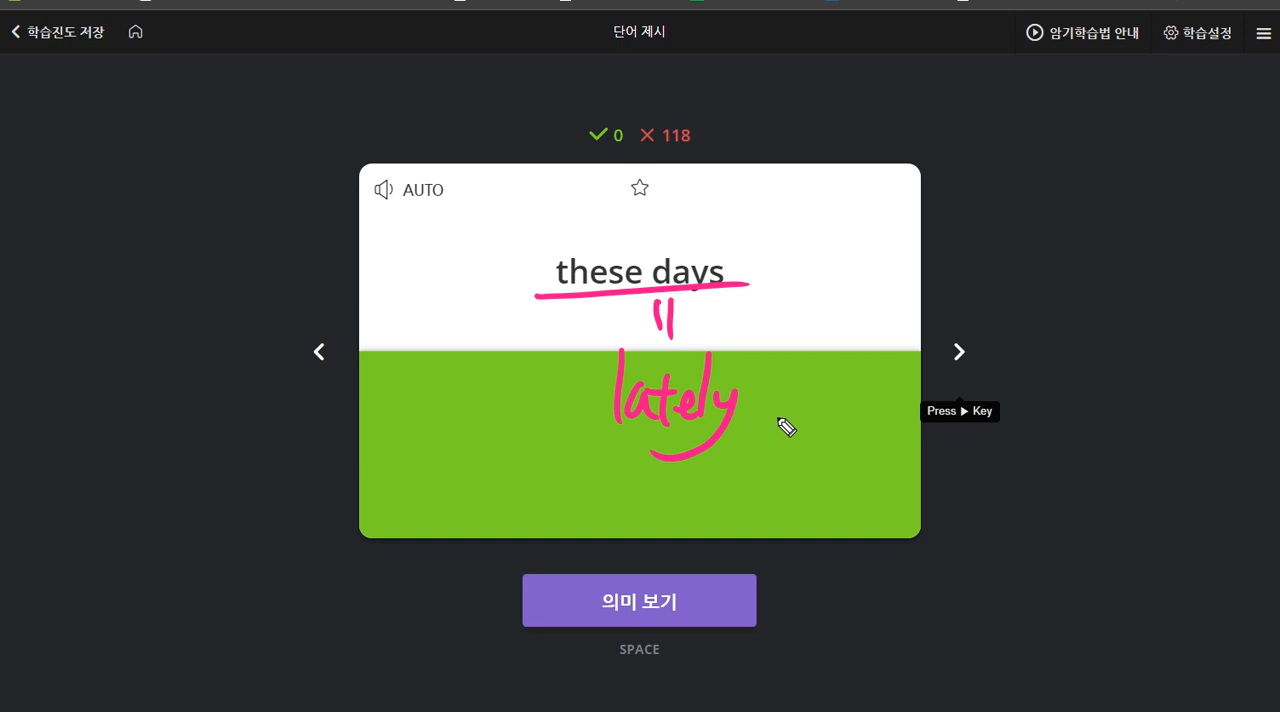 학습진도 저장
단어 제시
암기학습법 안내
학습설정
0
118
AUTO
these days
lately
Press ▶ Key
의미 보기
SPACE